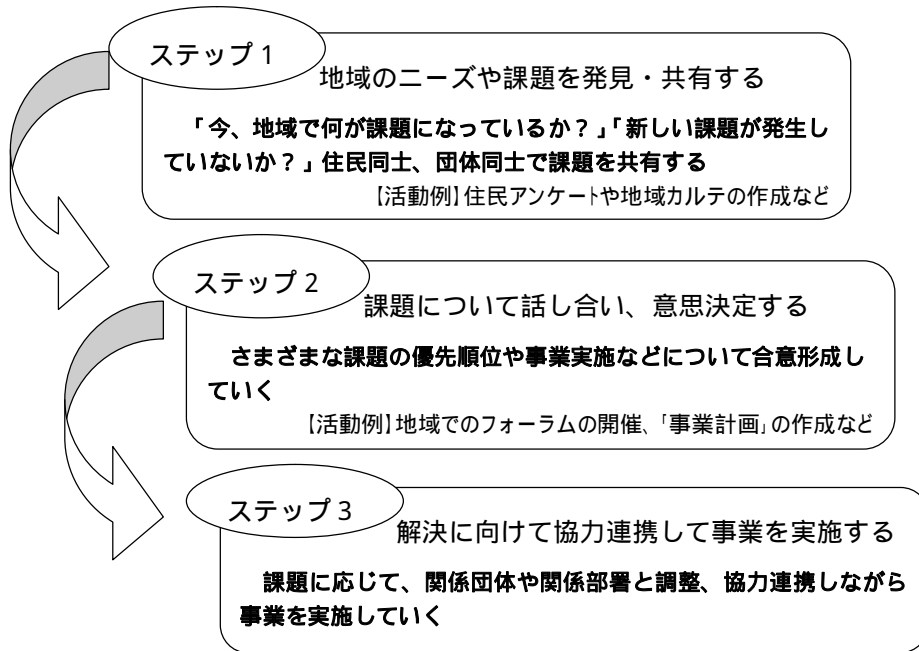 ステップ1
地域のニーズや課題を発見・共有する
「今、地域で何が課題になっているか?」「新しい課題が発生し
ていないか?」住民同士、団体同士で課題を共有する
【活動例】住民アンケートや地域カルテの作成など
ステップ2
課題について話し合い、意思決定する
さまざまな課題の優先順位や事業実施などについて合意形成し
ていく
【活動例】地域でのフォーラムの開催、「事業計画」の作成など
ステップ3
解決に向けて協力連携して事業を実施する
課題に応じて、関係団体や関係部署と調整、協力連携しながら
事業を実施していく